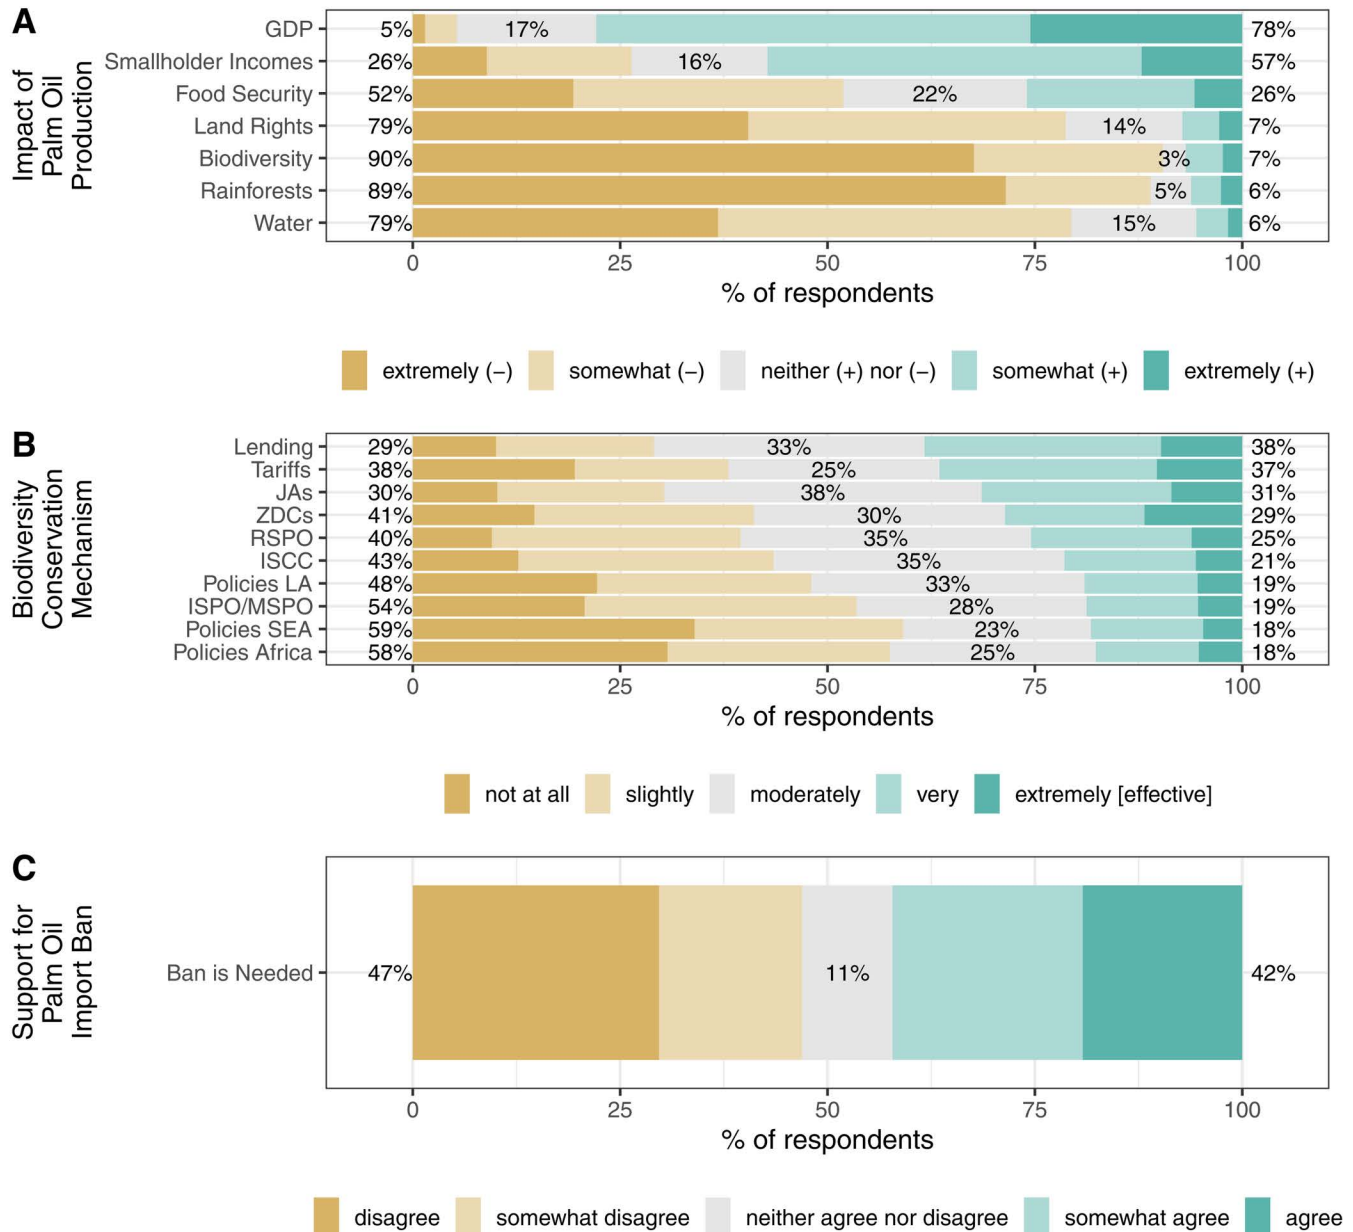 A
Impact of
Palm Oil
Production
GDP 5% 17% 78%
Smallholder Incomes 26% 16% 57%
Food Security 52% 22% 26%
Land Rights 79% 14% 7%
Biodiversity 90% 3% 7%
Rainforests 89% 5% 6%
Water 79% 15% 6%
0 25 50 75 100
% of respondents
extremely (−) somewhat (−) neither (+) nor (−) somewhat (+) extremely (+)
B
Biodiversity
Conservation
Mechanism
Lending 29% 33% 38%
Tariffs 38% 25% 37%
JAs 30% 38% 31%
ZDCs 41% 30% 29%
RSPO 40% 35% 25%
ISCC 43% 35% 21%
Policies LA 48% 33% 19%
ISPO/MSPO 54% 28% 19%
Policies SEA 59% 23% 18%
Policies Africa 58% 25% 18%
0 25 50 75 100
% of respondents
not at all slightly moderately very extremely [effective]
C
Support for
Palm Oil
Import Ban
Ban is Needed 47% 11% 42%
0 25 50 75 100
% of respondents
disagree somewhat disagree neither agree nor disagree somewhat agree agree